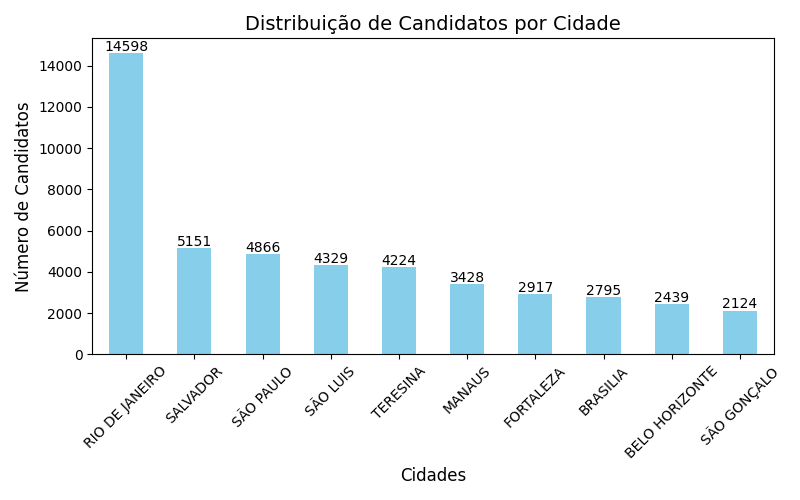 Distribuição de Candidatos por Cidade
Número de Candidatos
14000
12000
10000
8000
6000
4000
2000
0
14598
5151
4866
4329
4224
3428
2917
2795
2439
2124
RIO DE JANEIRO
SALVADOR
SÃO PAULO
SÃO LUIS
TERESINA
MANAUS
FORTALEZA
BRASILIA
BELO HORIZONTE
SÃO GONÇALO
Cidades